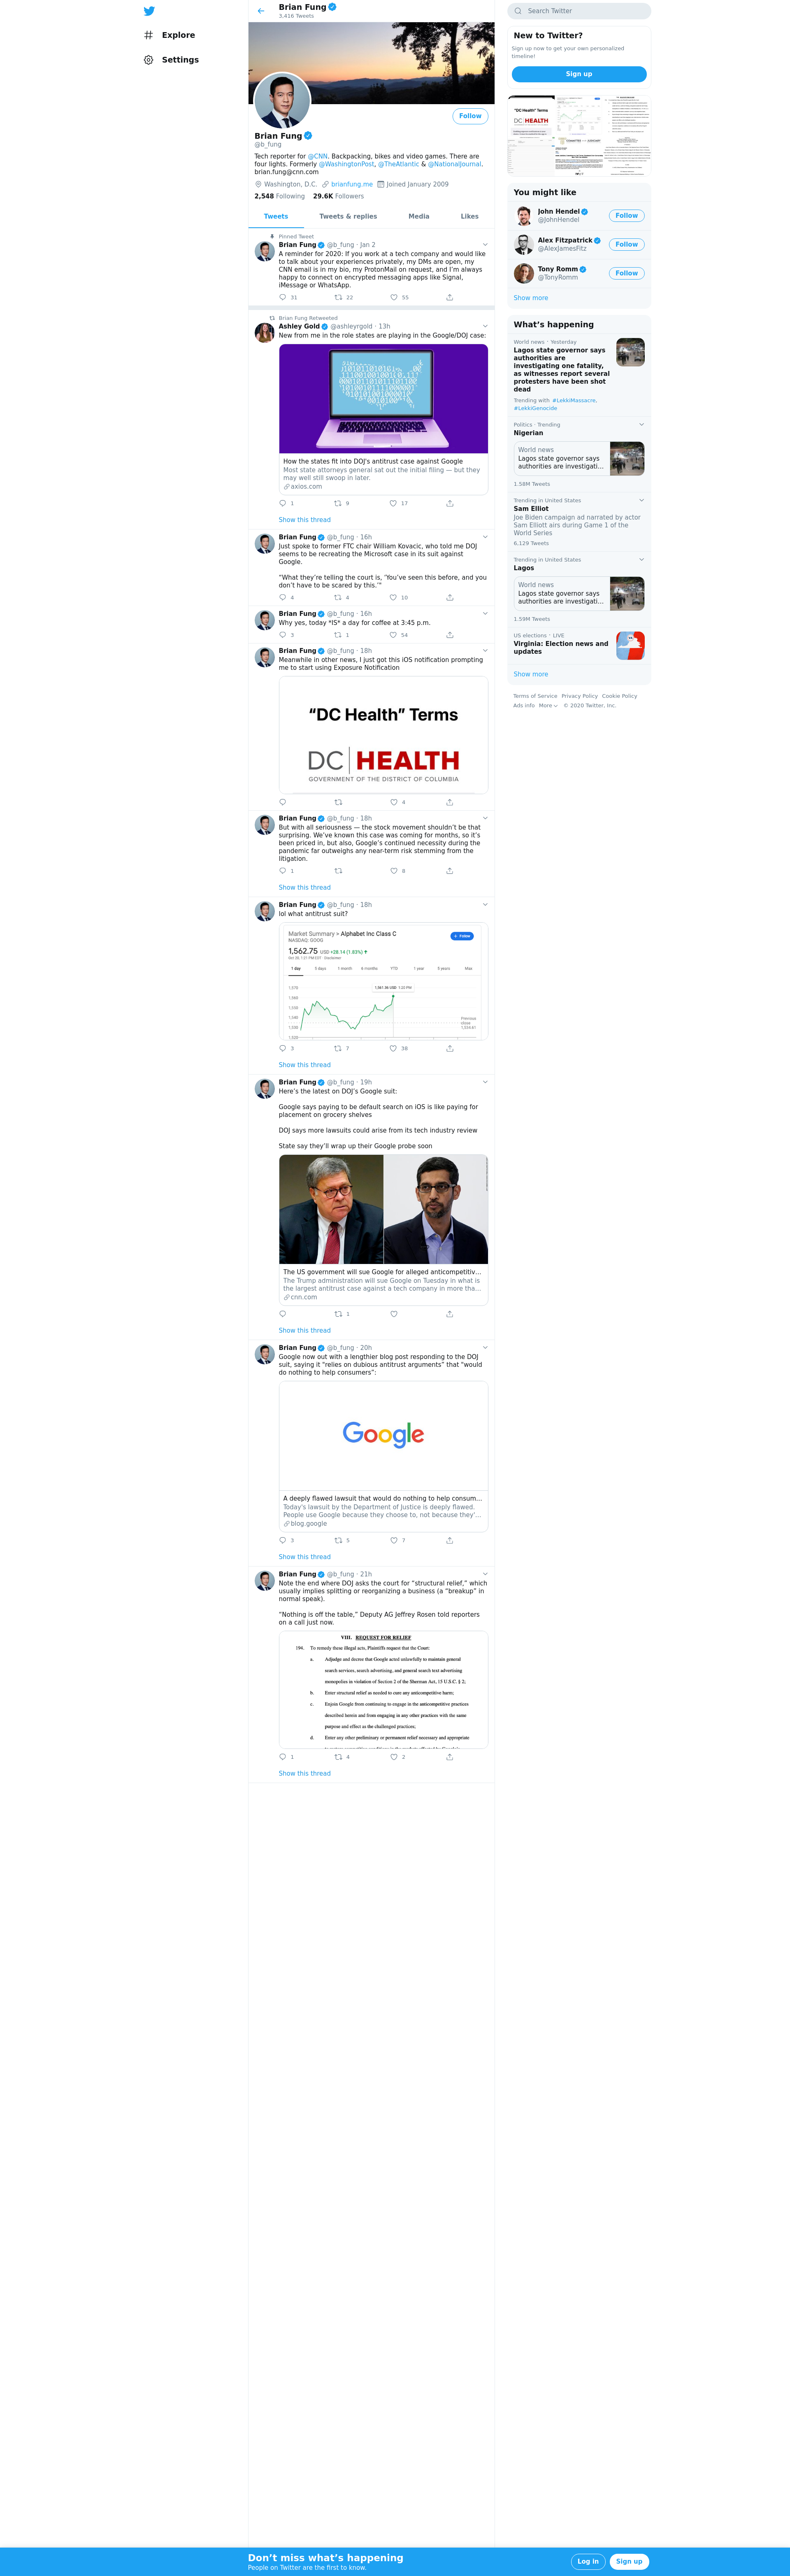 Explore
Settings
Brian Fung
3,416 Tweets
Follow
Brian Fung
@b_fung
Tech reporter for @CNN. Backpacking, bikes and video games. There are
four lights. Formerly @WashingtonPost, @TheAtlantic & @NationalJournal.
brian.fung@cnn.com
Washington, D.C. brianfung.me Joined January 2009
2,548 Following 29.6K Followers
Tweets Tweets & replies Media Likes
Pinned Tweet
Brian Fung @b_fung · Jan 2
A reminder for 2020: If you work at a tech company and would like
to talk about your experiences privately, my DMs are open, my
CNN email is in my bio, my ProtonMail on request, and I’m always
happy to connect on encrypted messaging apps like Signal,
iMessage or WhatsApp.
31 22 55
Brian Fung Retweeted
Ashley Gold @ashleyrgold · 13h
New from me in the role states are playing in the Google/DOJ case:
How the states fit into DOJ's antitrust case against Google
Most state attorneys general sat out the initial filing — but they
may well still swoop in later.
axios.com
1 9 17
Show this thread
Brian Fung @b_fung · 16h
Just spoke to former FTC chair William Kovacic, who told me DOJ
seems to be recreating the Microsoft case in its suit against
Google.
“What they’re telling the court is, ‘You’ve seen this before, and you
don’t have to be scared by this.’"
4 4 10
Brian Fung @b_fung · 16h
Why yes, today *IS* a day for coffee at 3:45 p.m.
3 1 54
Brian Fung @b_fung · 18h
Meanwhile in other news, I just got this iOS notification prompting
me to start using Exposure Notification
“DC Health” Terms
DC HEALTH
GOVERNMENT OF THE DISTRICT OF COLUMBIA
4
Brian Fung @b_fung · 18h
But with all seriousness — the stock movement shouldn’t be that
surprising. We’ve known this case was coming for months, so it’s
been priced in, but also, Google’s continued necessity during the
pandemic far outweighs any near-term risk stemming from the
litigation.
1 8
Show this thread
Brian Fung @b_fung · 18h
lol what antitrust suit?
Market Summary > Alphabet Inc Class C
NASDAQ: GOOG
Follow
1,562.75 USD +28.14 (1.83%)
1 day 5 days 1 month 6 months YTD 1 year 5 years Max
3 7 38
Show this thread
Brian Fung @b_fung · 19h
Here’s the latest on DOJ’s Google suit:
Google says paying to be default search on iOS is like paying for
placement on grocery shelves
DOJ says more lawsuits could arise from its tech industry review
State say they’ll wrap up their Google probe soon
The US government will sue Google for alleged anticompetitiv...
The Trump administration will sue Google on Tuesday in what is
the largest antitrust case against a tech company in more tha...
cnn.com
1
Show this thread
Brian Fung @b_fung · 20h
Google now out with a lengthier blog post responding to the DOJ
suit, saying it “relies on dubious antitrust arguments” that “would
do nothing to help consumers”:
Google
A deeply flawed lawsuit that would do nothing to help consum...
Today’s lawsuit by the Department of Justice is deeply flawed.
People use Google because they choose to, not because they’...
blog.google
3 5 7
Show this thread
Brian Fung @b_fung · 21h
Note the end where DOJ asks the court for “structural relief,” which
usually implies splitting or reorganizing a business (a “breakup” in
normal speak).
“Nothing is off the table,” Deputy AG Jeffrey Rosen told reporters
on a call just now.
VIII. REQUEST FOR RELIEF
194. To remedy these illegal acts, Plaintiffs request that the Court:
a. Adjudge and decree that Google acted unlawfully to maintain general
search services, search advertising, and general search text advertising
monopolies in violation of Section 2 of the Sherman Act, 15 U.S.C. § 2;
b. Enter structural relief as needed to cure any anticompetitive harm;
c. Enjoin Google from continuing to engage in the anticompetitive practices
described herein and from engaging in any other practices with the same
purpose and effect as the challenged practices;
d. Enter any other preliminary or permanent relief necessary and appropriate
1 4 2
Show this thread
Search Twitter
New to Twitter?
Sign up now to get your own personalized
timeline!
Sign up
"DC Health" Terms
DC HEALTH
You might like
John Hendel
@JohnHendel
Follow
Alex Fitzpatrick
@AlexJamesFitz
Follow
Tony Romm
@TonyRomm
Follow
Show more
What’s happening
World news · Yesterday
Lagos state governor says
authorities are
investigating one fatality,
as witnesses report several
protesters have been shot
dead
Trending with #LekkiMassacre,
#LekkiGenocide
Politics · Trending
Nigerian
World news
Lagos state governor says
authorities are investigati...
1.58M Tweets
Trending in United States
Sam Elliot
Joe Biden campaign ad narrated by actor
Sam Elliott airs during Game 1 of the
World Series
6,129 Tweets
Trending in United States
Lagos
World news
Lagos state governor says
authorities are investigati...
1.59M Tweets
US elections · LIVE
Virginia: Election news and
updates
Show more
Terms of Service Privacy Policy Cookie Policy
Ads info More © 2020 Twitter, Inc.
Don’t miss what’s happening
People on Twitter are the first to know.
Log in Sign up